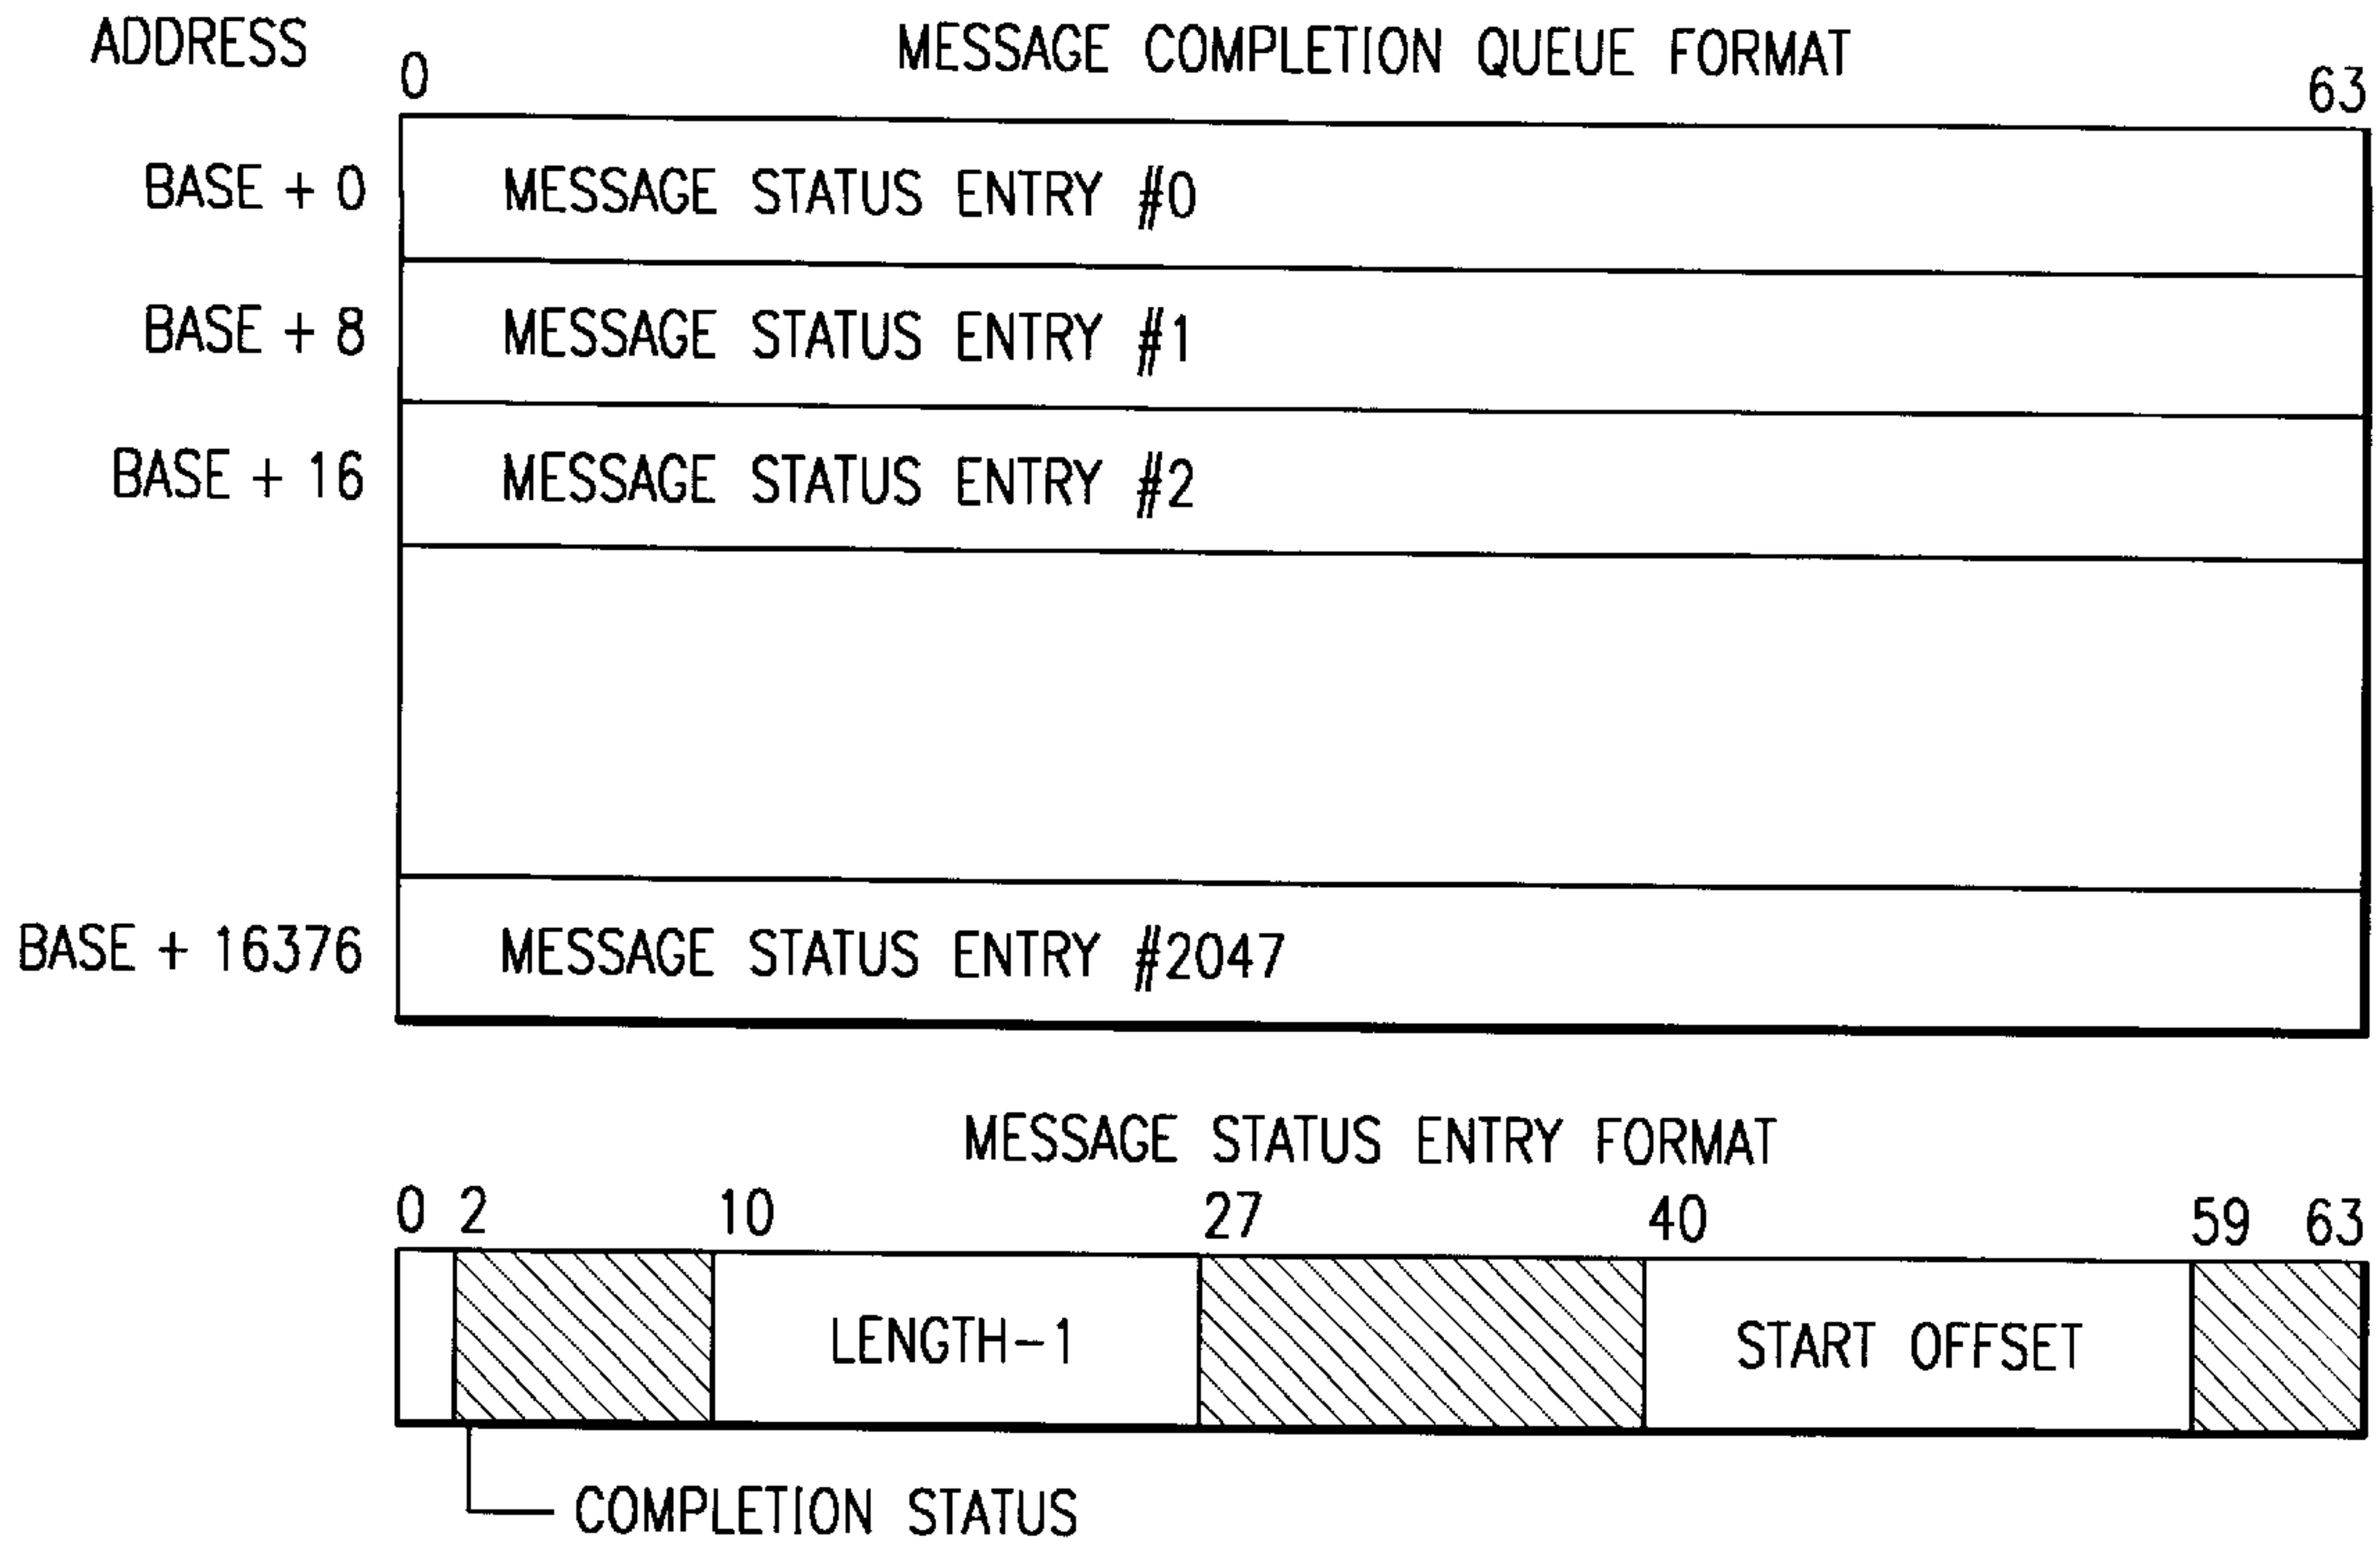 ADDRESS
MESSAGE COMPLETION QUEUE FORMAT
0 63
BASE + 0 MESSAGE STATUS ENTRY #0
BASE + 8 MESSAGE STATUS ENTRY #1
BASE + 16 MESSAGE STATUS ENTRY #2
BASE + 16376 MESSAGE STATUS ENTRY #2047
MESSAGE STATUS ENTRY FORMAT
0 2 10 27 40 59 63
LENGTH-1 START OFFSET
COMPLETION STATUS